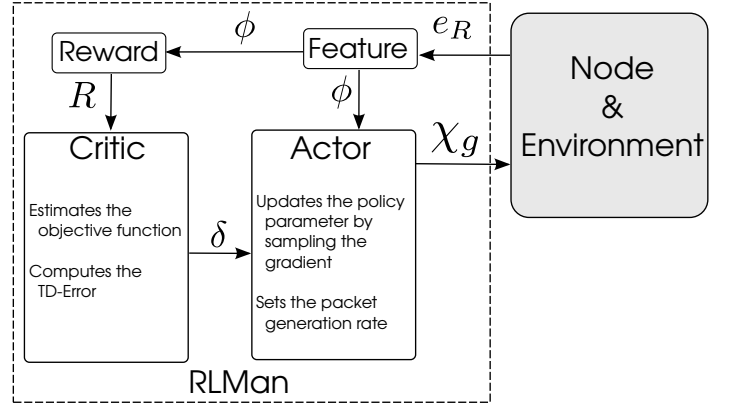 ϕ
e_R
Reward
Feature
Node
&
Environment
R
ϕ
χ_g
Critic
Actor
Estimates the
objective function
Computes the
TD-Error
δ
Updates the policy
parameter by
sampling the
gradient
Sets the packet
generation rate
RLMan